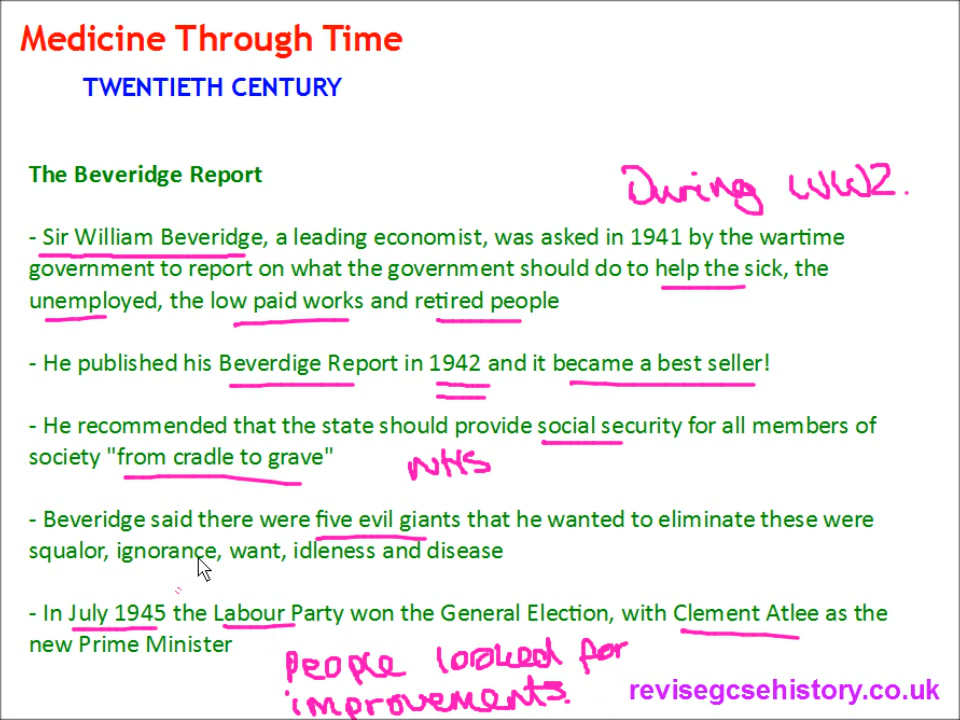 Medicine Through Time
TWENTIETH CENTURY
The Beveridge Report
During WW2.
- Sir William Beveridge, a leading economist, was asked in 1941 by the wartime
government to report on what the government should do to help the sick, the
unemployed, the low paid works and retired people
- He published his Beverdige Report in 1942 and it became a best seller!
- He recommended that the state should provide social security for all members of
society "from cradle to grave"
NHS
- Beveridge said there were five evil giants that he wanted to eliminate these were
squalor, ignorance, want, idleness and disease
- In July 1945 the Labour Party won the General Election, with Clement Atlee as the
new Prime Minister
People looked for
improvements.
revisegcsehistory.co.uk